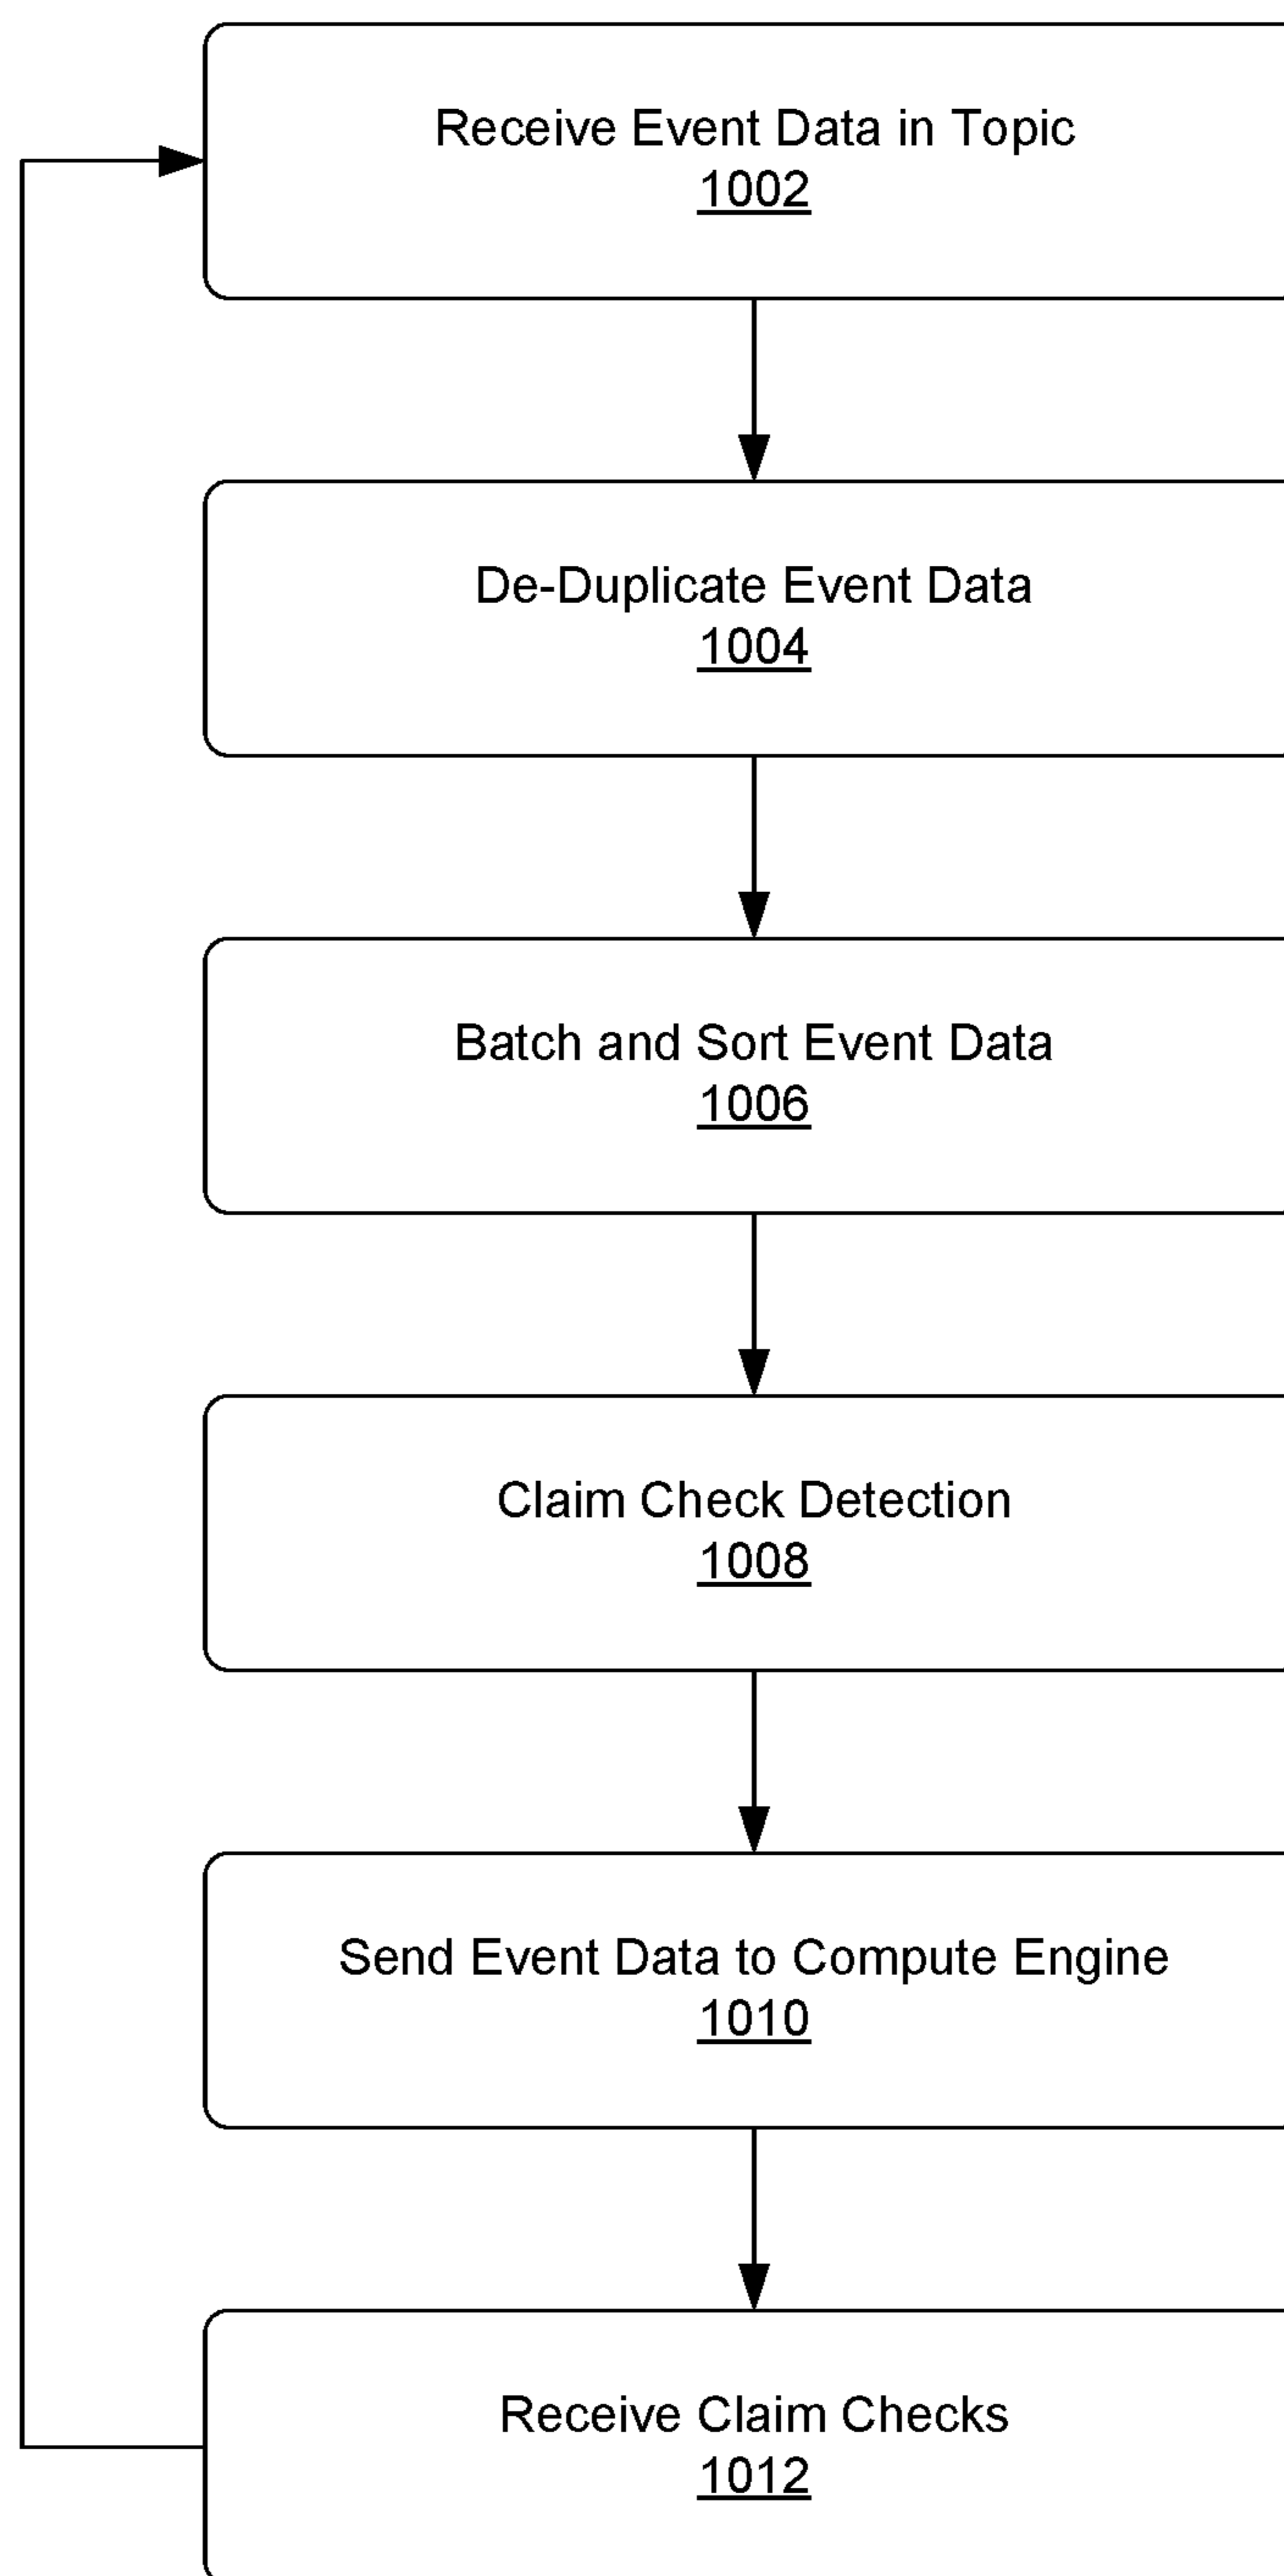 Receive Event Data in Topic
1002
De-Duplicate Event Data
1004
Batch and Sort Event Data
1006
Claim Check Detection
1008
Send Event Data to Compute Engine
1010
Receive Claim Checks
1012